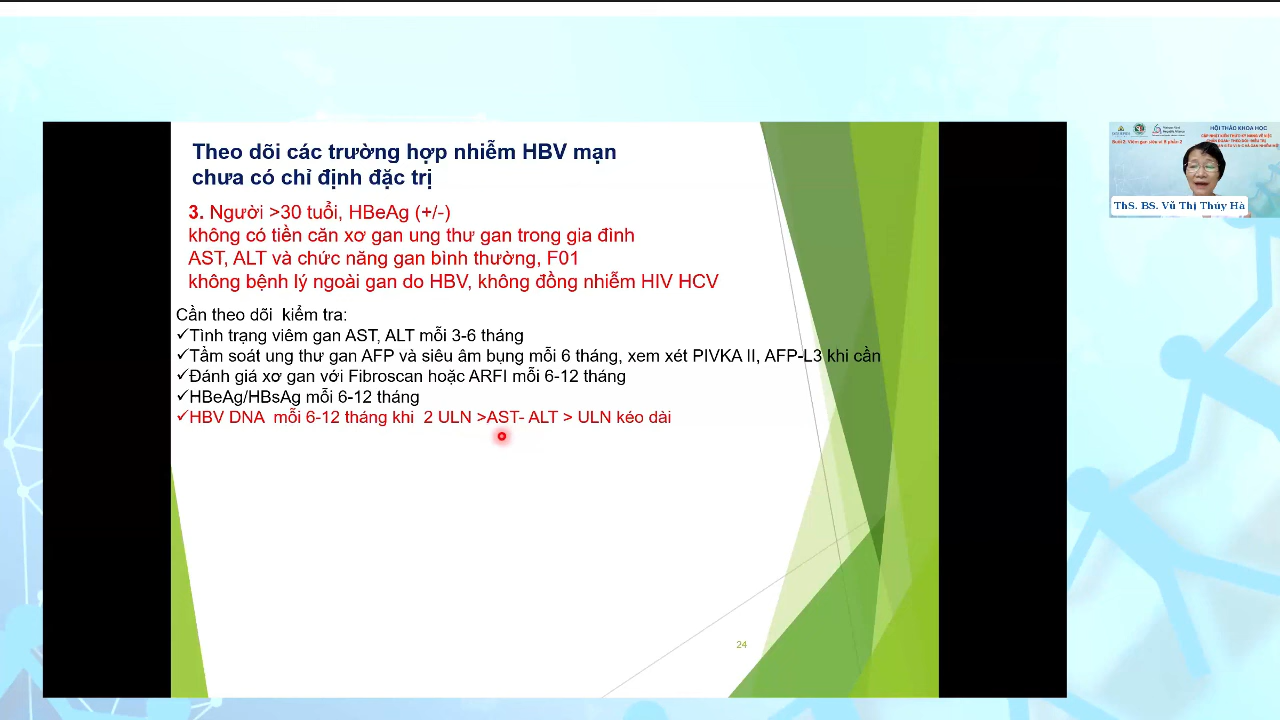 Theo dõi các trường hợp nhiễm HBV mạn
chưa có chỉ định đặc trị
3. Người >30 tuổi, HBeAg (+/-)
không có tiền căn xơ gan ung thư gan trong gia đình
AST, ALT và chức năng gan bình thường, F01
không bệnh lý ngoài gan do HBV, không đồng nhiễm HIV HCV
Cần theo dõi kiểm tra:
✓Tình trạng viêm gan AST, ALT mỗi 3-6 tháng
✓Tầm soát ung thư gan AFP và siêu âm bụng mỗi 6 tháng, xem xét PIVKA II, AFP-L3 khi cần
✓Đánh giá xơ gan với Fibroscan hoặc ARFI mỗi 6-12 tháng
✓HBeAg/HBsAg mỗi 6-12 tháng
✓HBV DNA mỗi 6-12 tháng khi 2 ULN >AST- ALT > ULN kéo dài
24
HỘI THẢO KHOA HỌC
ThS. BS. Vũ Thị Thúy Hà